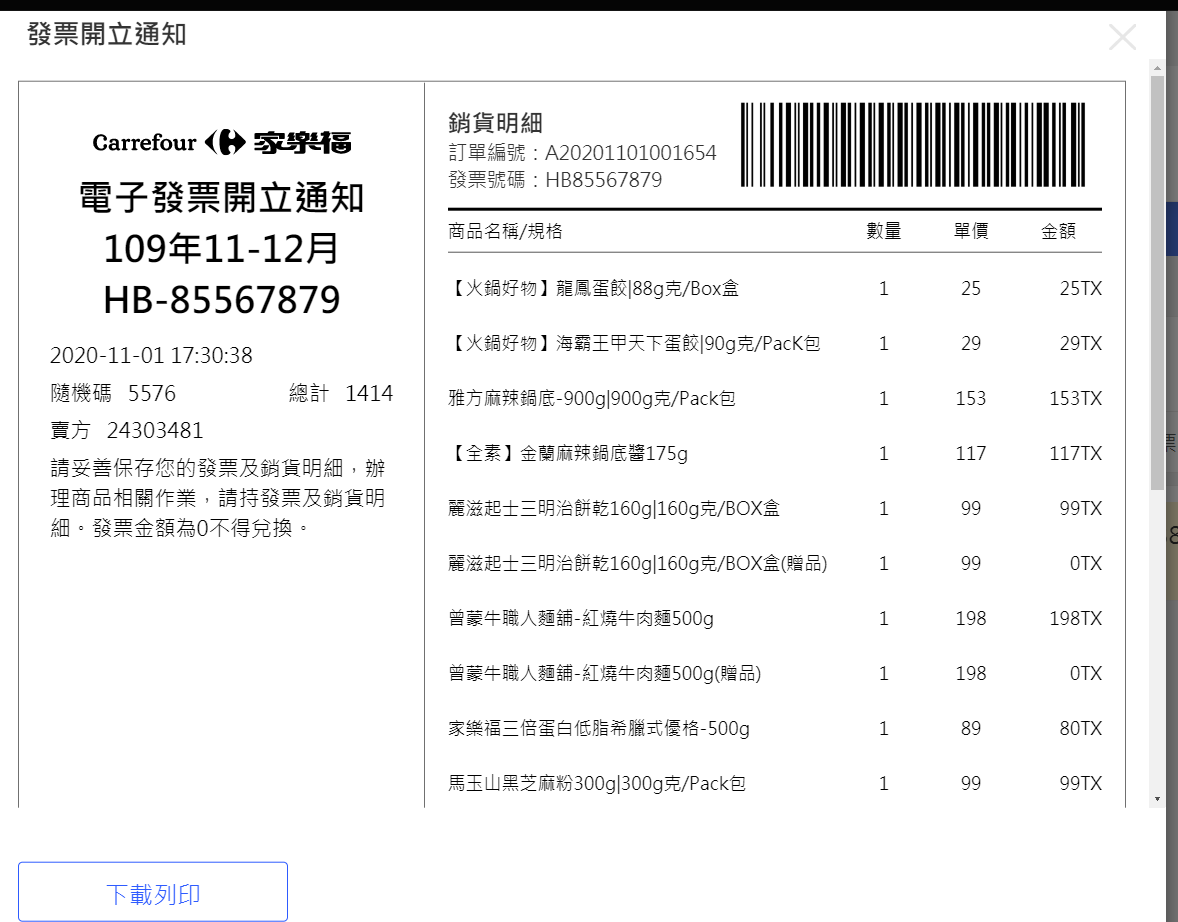 發票開立通知
Carrefour 家樂福
電子發票開立通知
109年11-12月
HB-85567879
2020-11-01 17:30:38
隨機碼 5576 總計 1414
賣方 24303481
請妥善保存您的發票及銷貨明細，辦
理商品相關作業，請持發票及銷貨明
細。發票金額為0不得兌換。
銷貨明細
訂單編號：A20201101001654
發票號碼：HB85567879
商品名稱/規格 數量 單價 金額
【火鍋好物】龍鳳蛋餃|88g克/Box盒 1 25 25TX
【火鍋好物】海霸王甲天下蛋餃|90g克/PacK包 1 29 29TX
雅方麻辣鍋底-900g|900g克/Pack包 1 153 153TX
【全素】金蘭麻辣鍋底醬175g 1 117 117TX
麗滋起士三明治餅乾160g|160g克/BOX盒 1 99 99TX
麗滋起士三明治餅乾160g|160g克/BOX盒(贈品) 1 99 0TX
曾蒙牛職人麵舖-紅燒牛肉麵500g 1 198 198TX
曾蒙牛職人麵舖-紅燒牛肉麵500g(贈品) 1 198 0TX
家樂福三倍蛋白低脂希臘式優格-500g 1 89 80TX
馬玉山黑芝麻粉300g|300g克/Pack包 1 99 99TX
下載列印